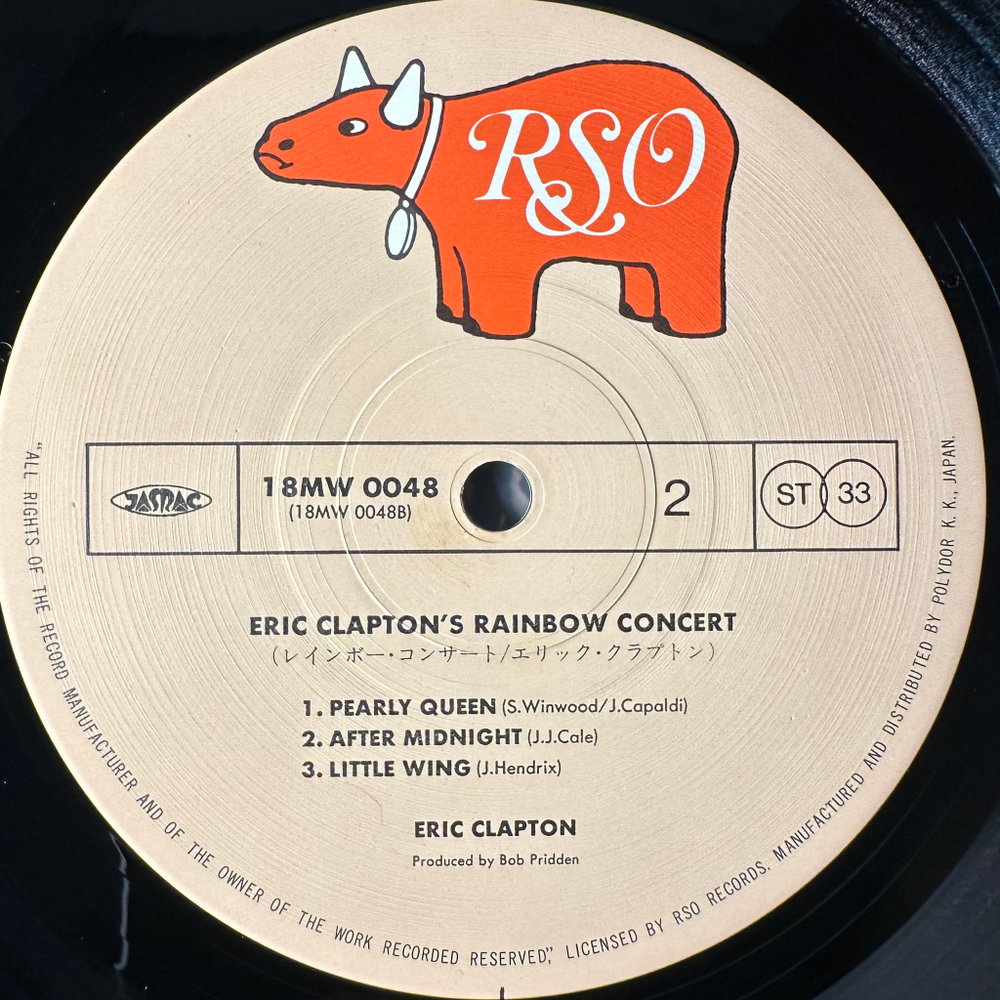 RSO
JASRAC
18MW 0048
(18MW 0048B)
2
ST 33
ERIC CLAPTON'S RAINBOW CONCERT
(レインボー・コンサート/エリック・クラプトン)
1. PEARLY QUEEN (S.Winwood/J.Capaldi)
2. AFTER MIDNIGHT (J.J.Cale)
3. LITTLE WING (J.Hendrix)
ERIC CLAPTON
Produced by Bob Pridden
"ALL RIGHTS OF THE RECORD MANUFACTURER AND OF THE OWNER OF THE WORK RECORDED RESERVED," LICENSED BY RSO RECORDS. MANUFACTURED AND DISTRIBUTED BY POLYDOR K. K., JAPAN.